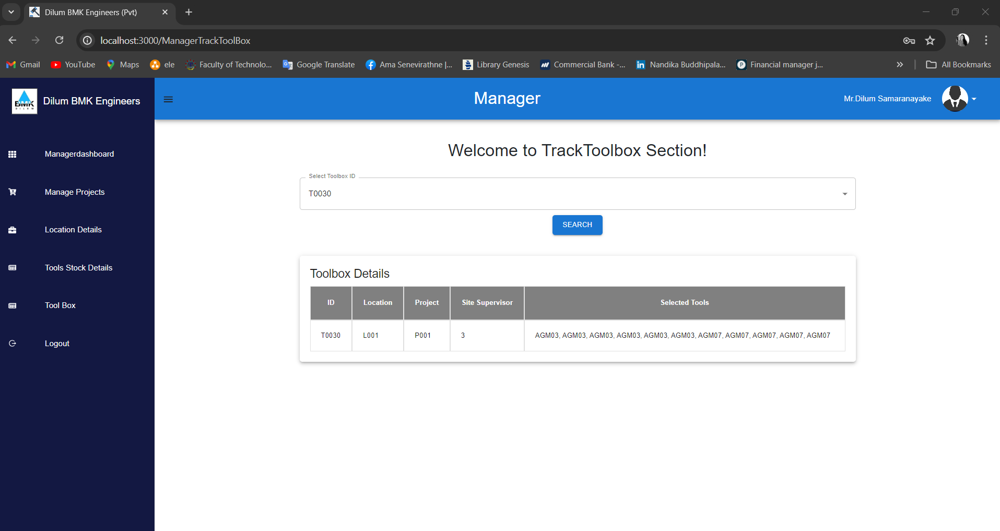 Dilum BMK Engineers (Pvt)
localhost:3000/ManagerTrackToolBox
Gmail YouTube Maps ele Faculty of Technolo... Google Translate Ama Senevirathne |... Library Genesis Commercial Bank -... Nandika Buddhipala... Financial manager j... All Bookmarks
BMK
DILUM
Dilum BMK Engineers
Manager
Mr.Dilum Samaranayake
Managerdashboard
Manage Projects
Location Details
Tools Stock Details
Tool Box
Logout
Welcome to TrackToolbox Section!
Select Toolbox ID
T0030
SEARCH
Toolbox Details
ID Location Project Site Supervisor Selected Tools
T0030 L001 P001 3 AGM03, AGM03, AGM03, AGM03, AGM03, AGM03, AGM07, AGM07, AGM07, AGM07, AGM07